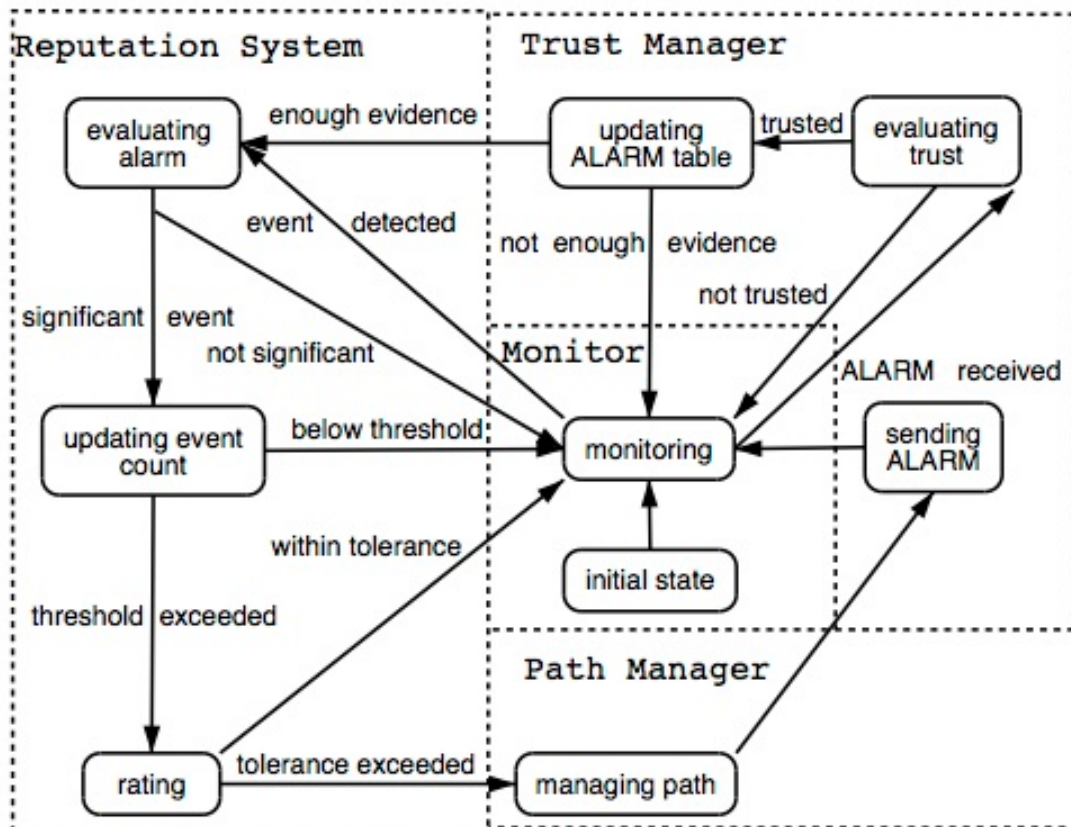 Reputation System
Trust Manager
evaluating
alarm
enough evidence
updating
ALARM table
trusted
evaluating
trust
event detected
not enough evidence
not trusted
significant event
not significant
Monitor
ALARM received
updating event
count
below threshold
monitoring
sending
ALARM
within tolerance
initial state
threshold exceeded
Path Manager
rating
tolerance exceeded
managing path